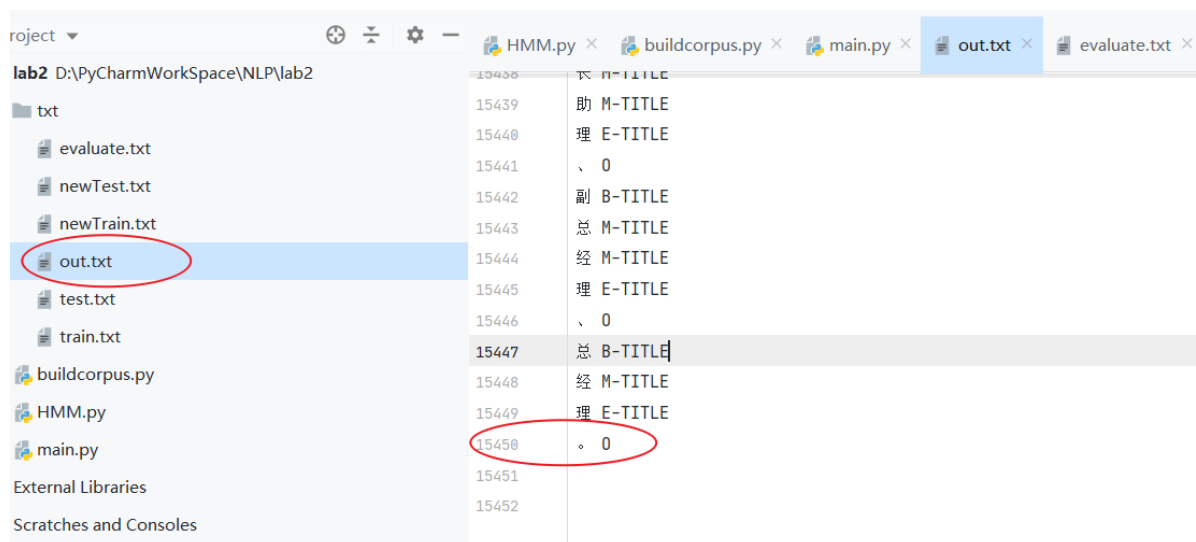 roject
lab2 D:\PyCharmWorkSpace\NLP\lab2
txt
evaluate.txt
newTest.txt
newTrain.txt
out.txt
test.txt
train.txt
buildcorpus.py
HMM.py
main.py
External Libraries
Scratches and Consoles
HMM.py × buildcorpus.py × main.py × out.txt × evaluate.txt ×
15438 长 M-TITLE
15439 助 M-TITLE
15440 理 E-TITLE
15441 、 O
15442 副 B-TITLE
15443 总 M-TITLE
15444 经 M-TITLE
15445 理 E-TITLE
15446 、 O
15447 总 B-TITLE
15448 经 M-TITLE
15449 理 E-TITLE
15450 。 O
15451
15452